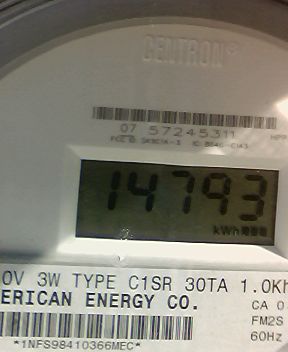 CENTRON®
07 57245311
14793
kWh
0V 3W TYPE C1SR 30TA 1.0Kh
ERICAN ENERGY CO.
CA 0
FM2S
60Hz
*1NFS98410366MEC*